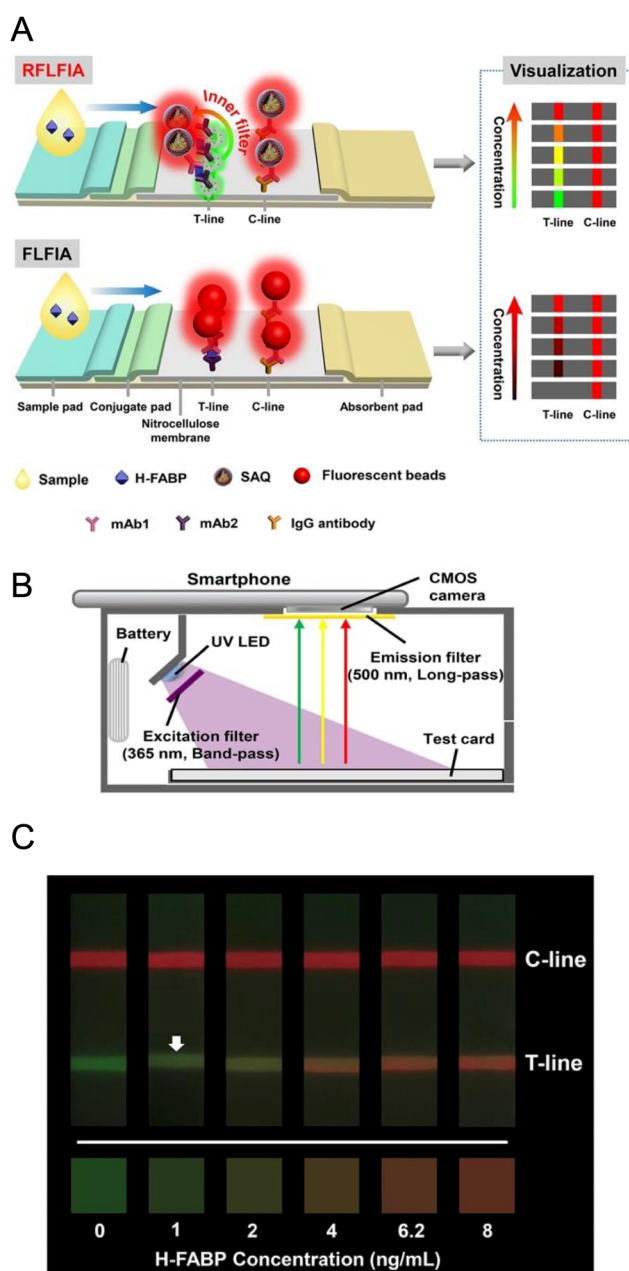 A
RFLFIA
Inner filter
Visualization
Concentration
T-line
C-line
T-line
C-line
FLFIA
Concentration
Sample pad
Conjugate pad
T-line
C-line
Absorbent pad
Nitrocellulose
membrane
T-line
C-line
Sample
H-FABP
SAQ
Fluorescent beads
mAb1
mAb2
IgG antibody
B
Smartphone
CMOS
camera
Battery
UV LED
Emission filter
(500 nm, Long-pass)
Excitation filter
(365 nm, Band-pass)
Test card
C
C-line
T-line
0 1 2 4 6.2 8
H-FABP Concentration (ng/mL)